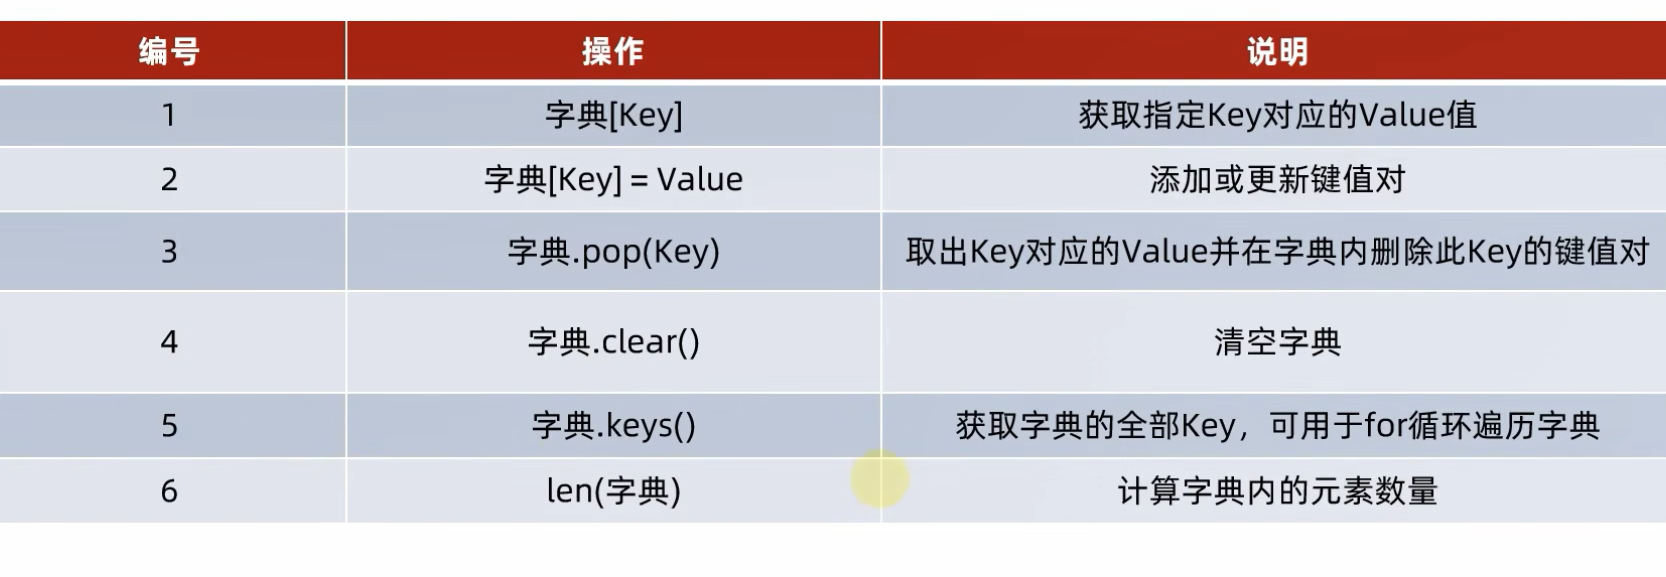 编号 操作 说明
1 字典[Key] 获取指定Key对应的Value值
2 字典[Key] = Value 添加或更新键值对
3 字典.pop(Key) 取出Key对应的Value并在字典内删除此Key的键值对
4 字典.clear() 清空字典
5 字典.keys() 获取字典的全部Key，可用于for循环遍历字典
6 len(字典) 计算字典内的元素数量